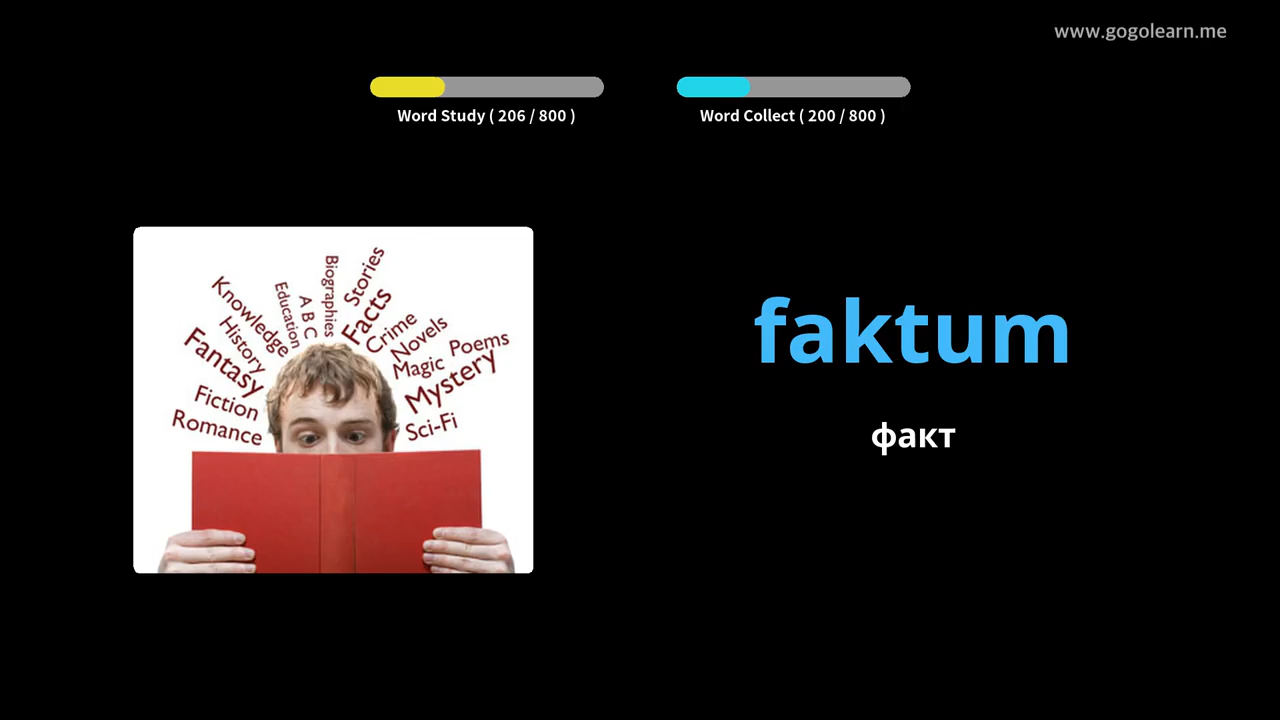 www.gogolearn.me
Word Study ( 206 / 800 )
Word Collect ( 200 / 800 )
Knowledge
Education
A B C
Biographies
Stories
Facts
Crime
Novels
Poems
Magic
Mystery
Sci-Fi
History
Fantasy
Fiction
Romance
faktum
факт